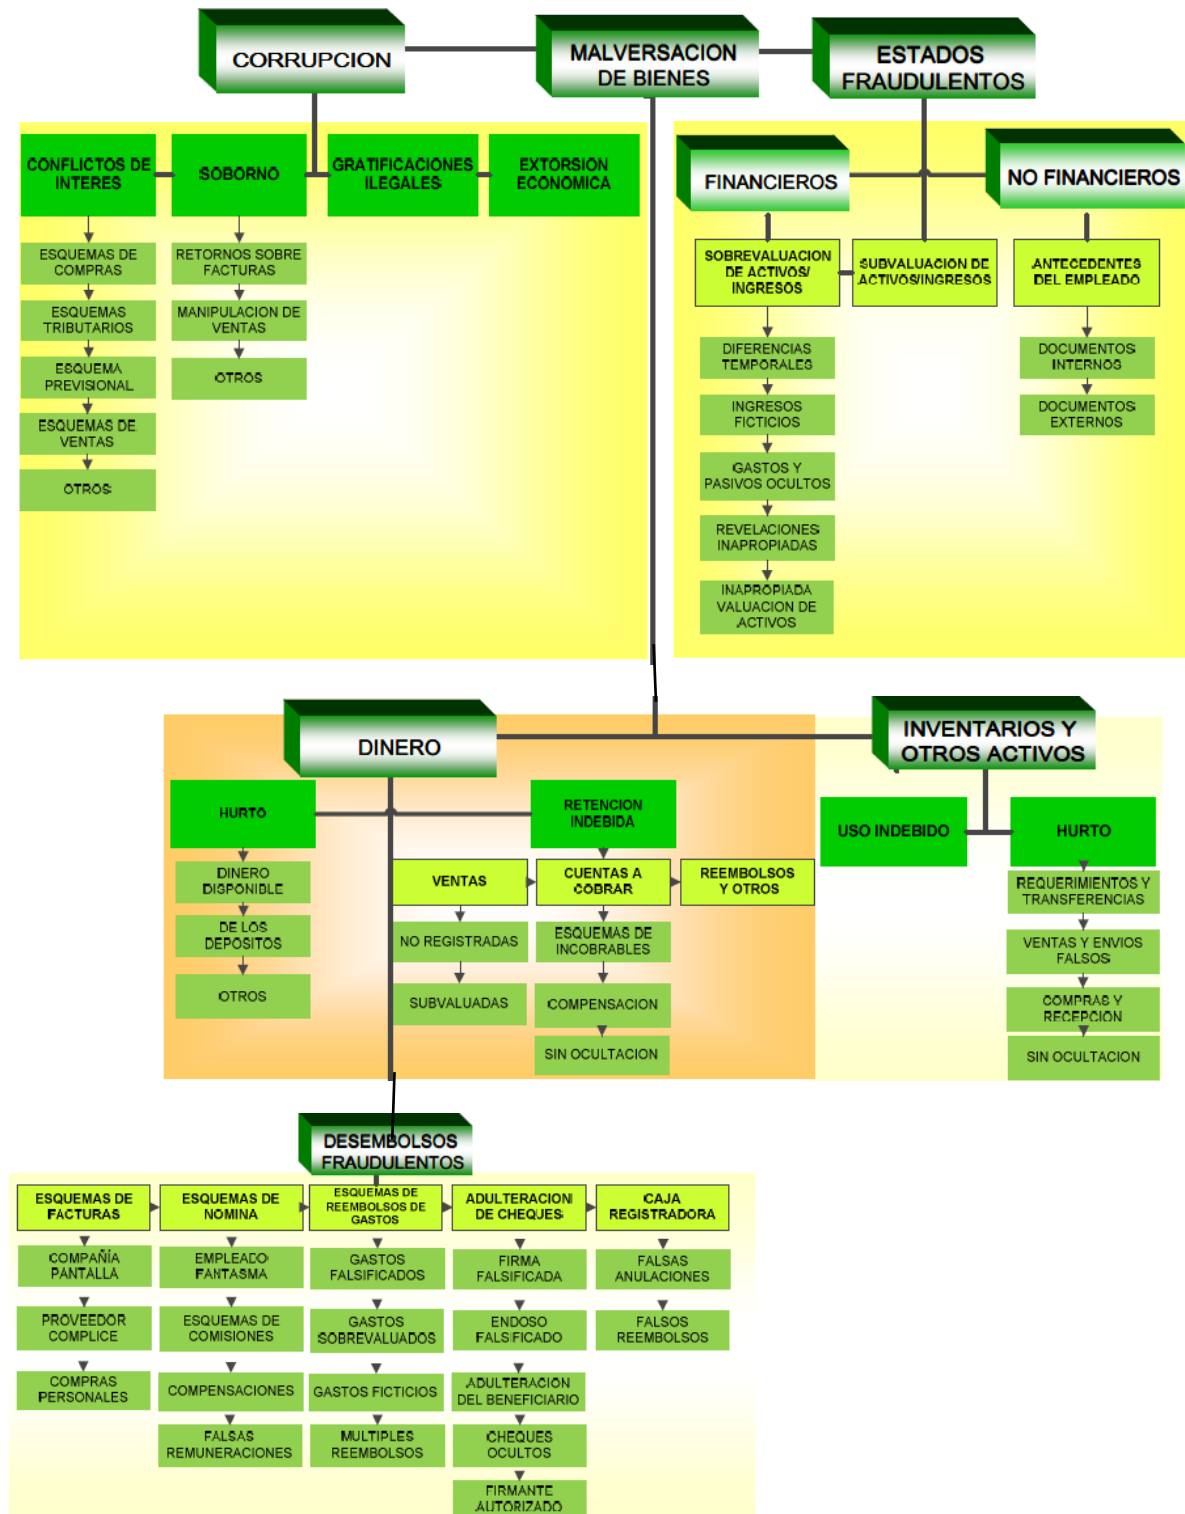 CORRUPCION
MALVERSACION
DE BIENES
ESTADOS
FRAUDULENTOS
CONFLICTOS DE
INTERES
SOBORNO
GRATIFICACIONES
ILEGALES
EXTORSION
ECONOMICA
ESQUEMAS DE
COMPRAS
ESQUEMAS
TRIBUTARIOS
ESQUEMA
PREVISIONAL
ESQUEMAS DE
VENTAS
OTROS
RETORNOS SOBRE
FACTURAS
MANIPULACION DE
VENTAS
OTROS
FINANCIEROS
NO FINANCIEROS
SOBREVALUACION
DE ACTIVOS/
INGRESOS
SUBVALUACION DE
ACTIVOS/INGRESOS
ANTECEDENTES
DEL EMPLEADO
DIFERENCIAS
TEMPORALES
INGRESOS
FICTICIOS
GASTOS Y
PASIVOS OCULTOS
REVELACIONES
INAPROPIADAS
INAPROPIADA
VALUACION DE
ACTIVOS
DOCUMENTOS
INTERNOS
DOCUMENTOS
EXTERNOS
DINERO
INVENTARIOS Y
OTROS ACTIVOS
HURTO
RETENCION
INDEBIDA
DINERO
DISPONIBLE
DE LOS
DEPOSITOS
OTROS
VENTAS
CUENTAS A
COBRAR
REEMBOLSOS
Y OTROS
NO REGISTRADAS
SUBVALUADAS
ESQUEMAS DE
INCOBRABLES
COMPENSACION
SIN OCULTACION
USO INDEBIDO
HURTO
REQUERIMIENTOS Y
TRANSFERENCIAS
VENTAS Y ENVIOS
FALSOS
COMPRAS Y
RECEPCION
SIN OCULTACION
DESEMBOLSOS
FRAUDULENTOS
ESQUEMAS DE
FACTURAS
ESQUEMAS DE
NOMINA
ESQUEMAS DE
REEMBOLSOS DE
GASTOS
ADULTERACION
DE CHEQUES
CAJA
REGISTRADORA
COMPAÑÍA
PANTALLA
PROVEEDOR
COMPLICE
COMPRAS
PERSONALES
EMPLEADO
FANTASMA
ESQUEMAS DE
COMISIONES
COMPENSACIONES
FALSAS
REMUNERACIONES
GASTOS
FALSIFICADOS
GASTOS
SOBREVALUADOS
GASTOS FICTICIOS
MULTIPLES
REEMBOLSOS
FIRMA
FALSIFICADA
ENDOSO
FALSIFICADO
ADULTERACION
DEL BENEFICIARIO
CHEQUES
OCULTOS
FIRMANTE
AUTORIZADO
FALSAS
ANULACIONES
FALSOS
REEMBOLSOS